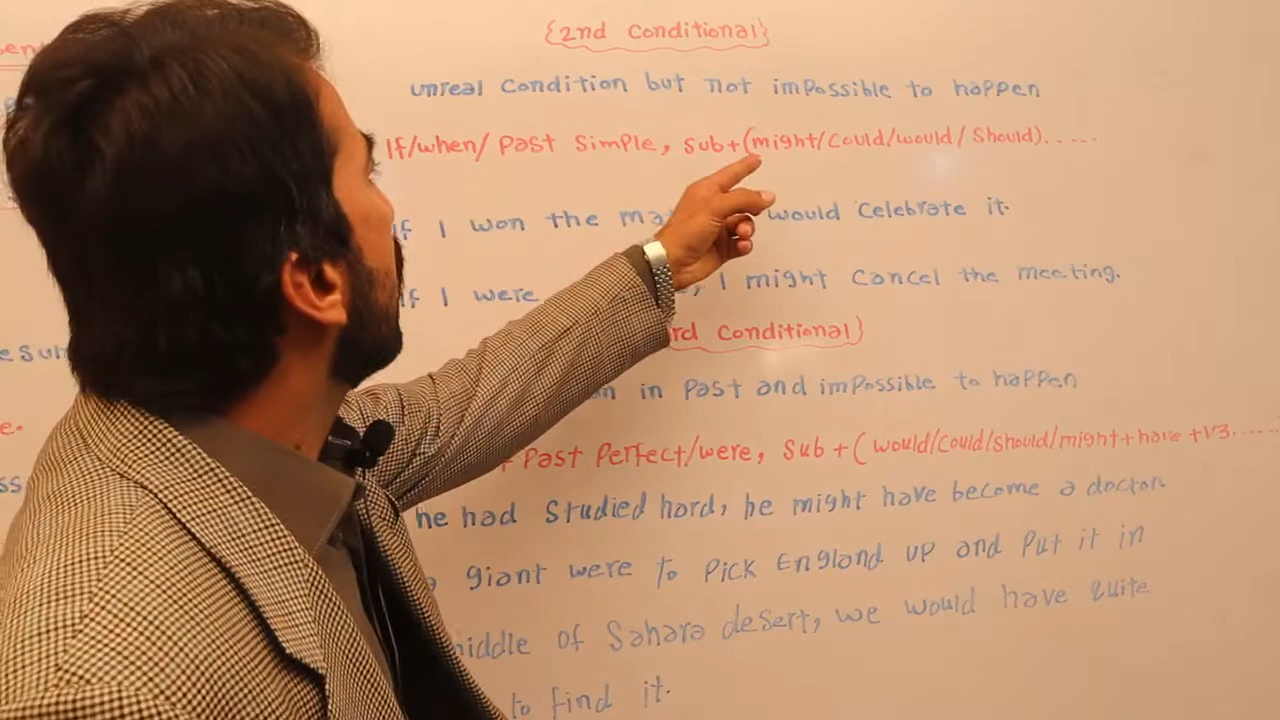 {2nd Conditional}
unreal Condition but not impossible to happen
If/when/ Past Simple, Sub+(might/Could/would/Should).....
If I won the would Celebrate it.
If I were I might Cancel the meeting.
Conditional}
in Past and impossible to happen
Past Perfect/were, Sub+(would/Could/should/might+have+V3......
he had Studied hard, he might have become a doctor.
a giant were to Pick England up and Put it in
middle of Sahara desert, we would have quite
to find it.